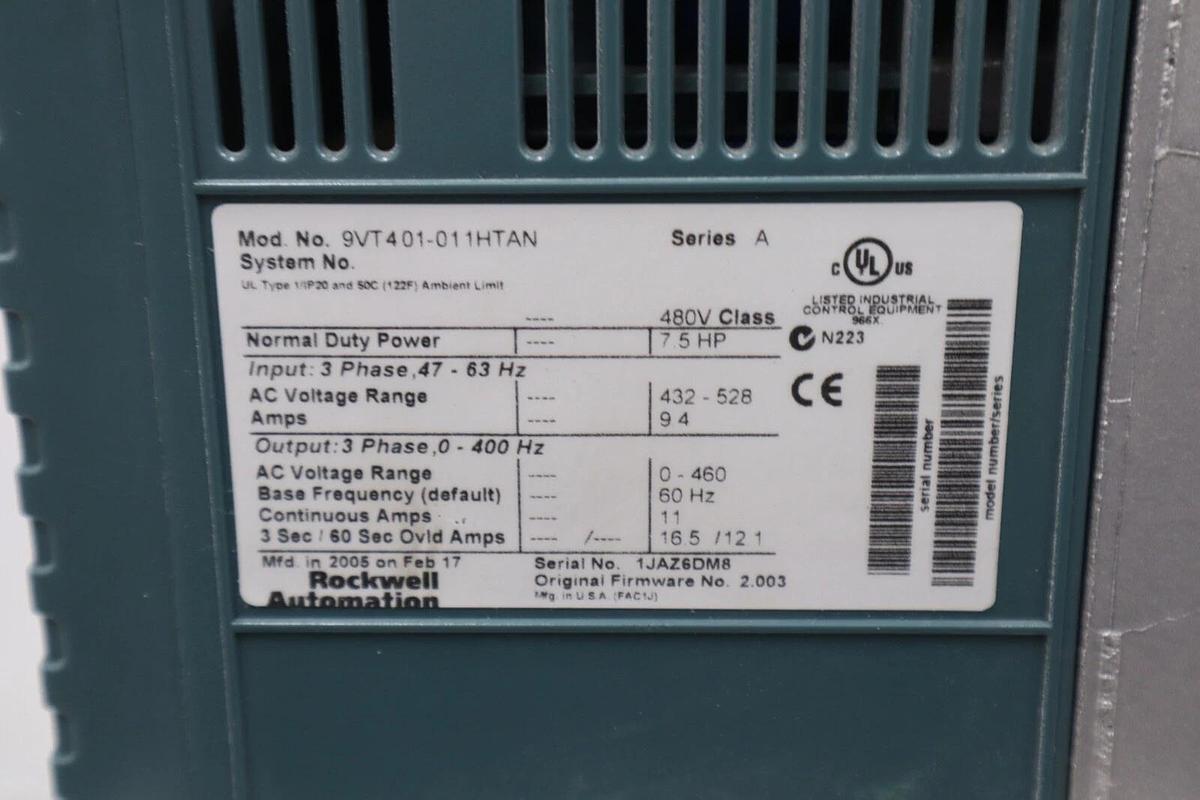 Mod. No. 9VT401-011HTAN Series A
System No.
UL Type 1/IP20 and 50C (122F) Ambient Limit
C UL US
LISTED INDUSTRIAL
CONTROL EQUIPMENT
966X
N223
CE
---- 480V Class
Normal Duty Power ---- 7.5 HP
Input: 3 Phase,47 - 63 Hz
AC Voltage Range ---- 432 - 528
Amps ---- 9.4
Output:3 Phase,0 - 400 Hz
AC Voltage Range ---- 0 - 460
Base Frequency (default) ---- 60 Hz
Continuous Amps ---- 11
3 Sec / 60 Sec Ovld Amps ---- /---- 16.5 /12.1
Mfd. in 2005 on Feb 17 Serial No. 1JAZ6DM8
Rockwell Original Firmware No. 2.003
Automation Mfg. in U.S.A. (FAC1J)
serial number
model number/series